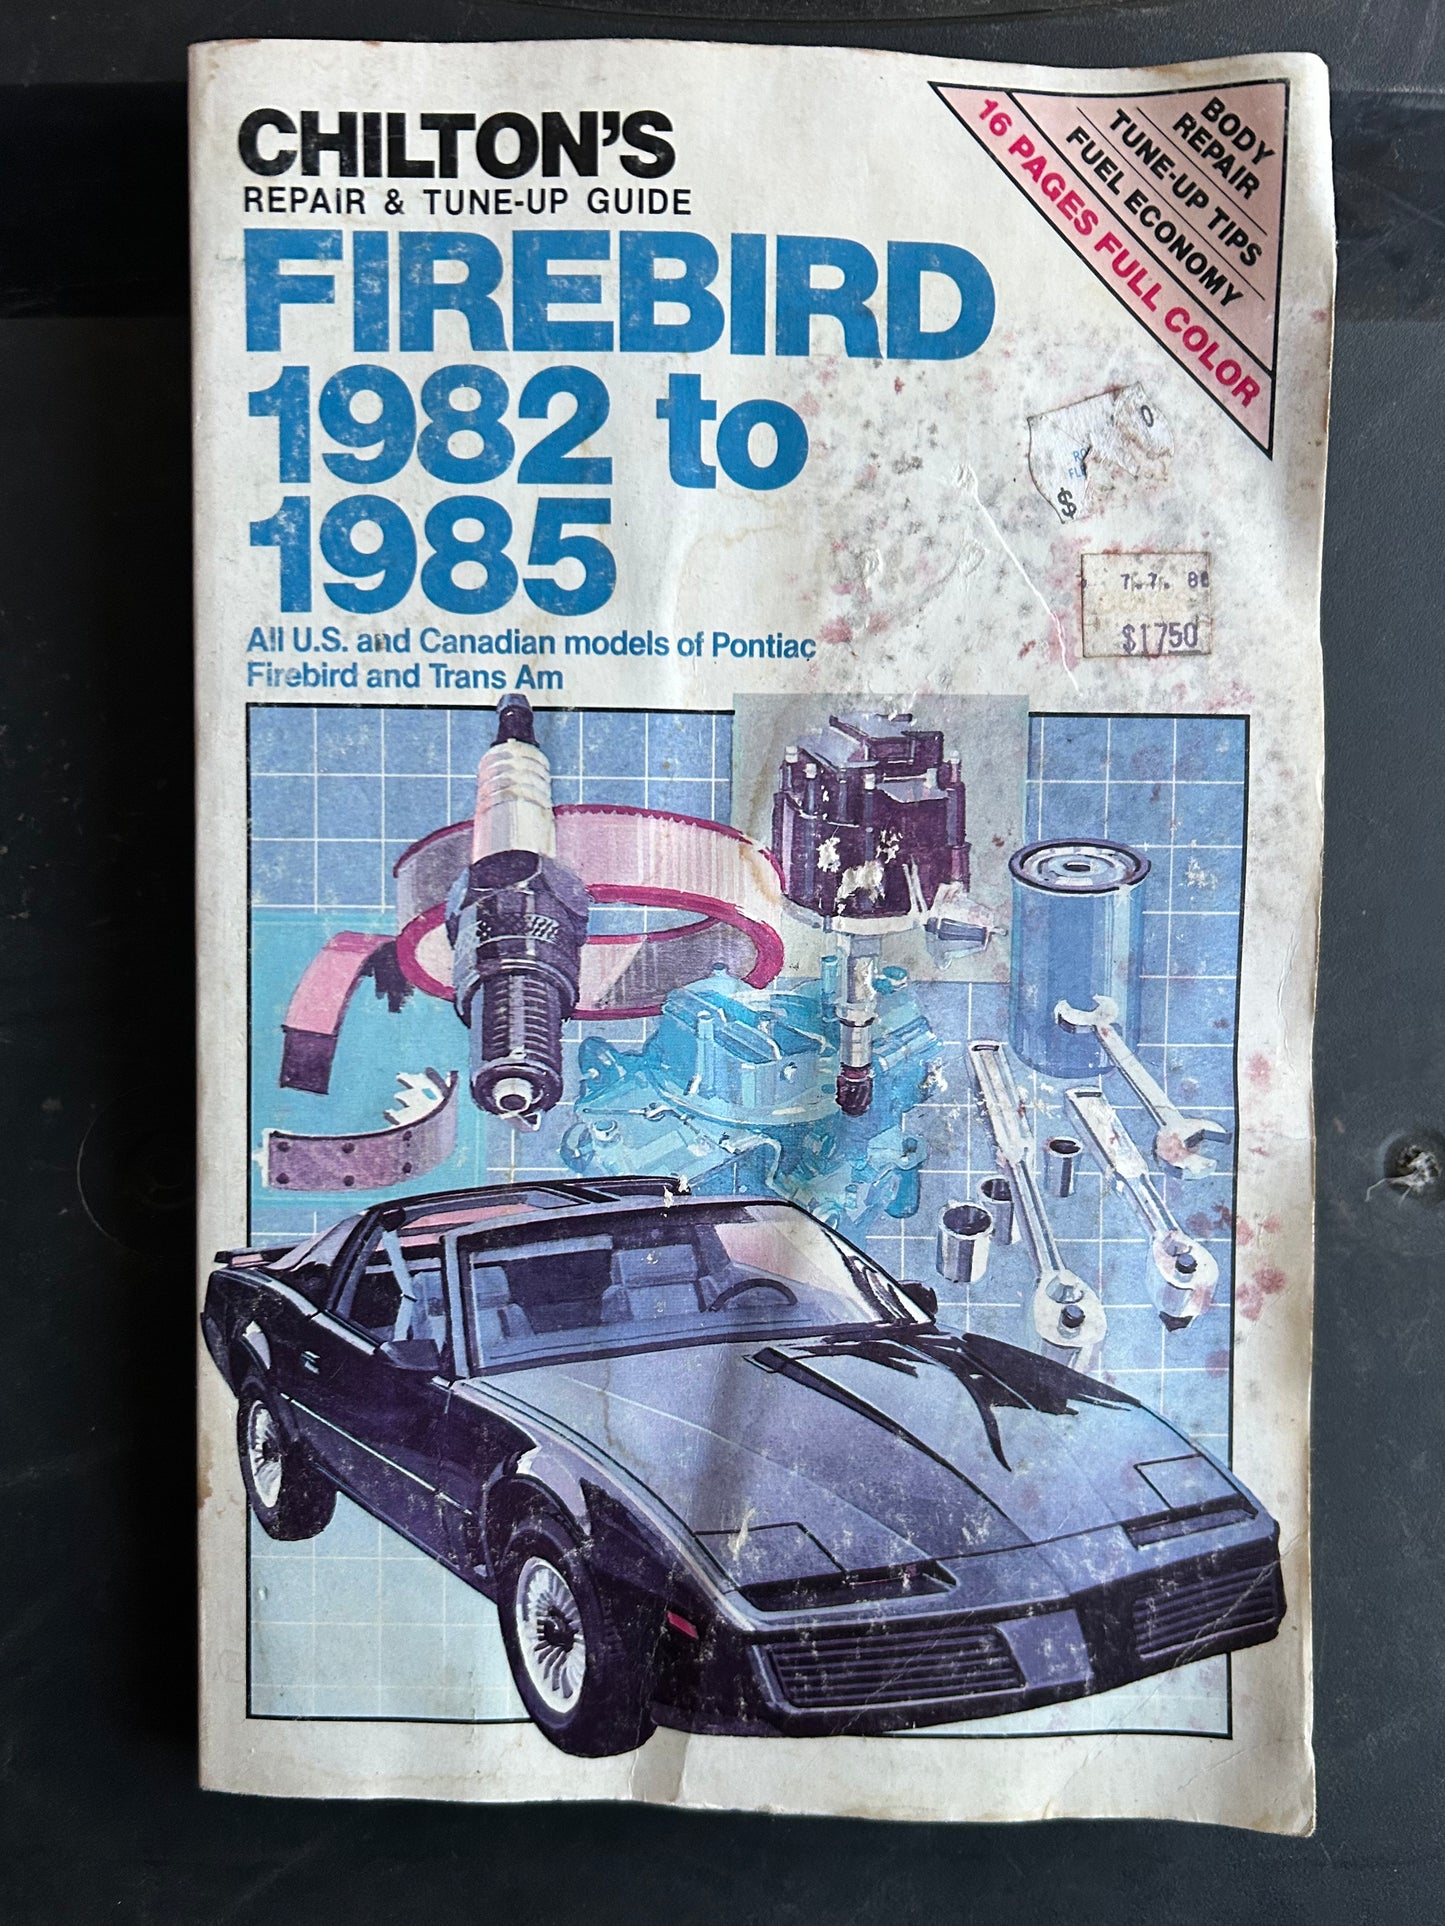 CHILTON'S
REPAIR & TUNE-UP GUIDE
FIREBIRD
1982 to
1985
All U.S. and Canadian models of Pontiac
Firebird and Trans Am
BODY
REPAIR
TUNE-UP TIPS
FUEL ECONOMY
16 PAGES FULL COLOR
$
$1750